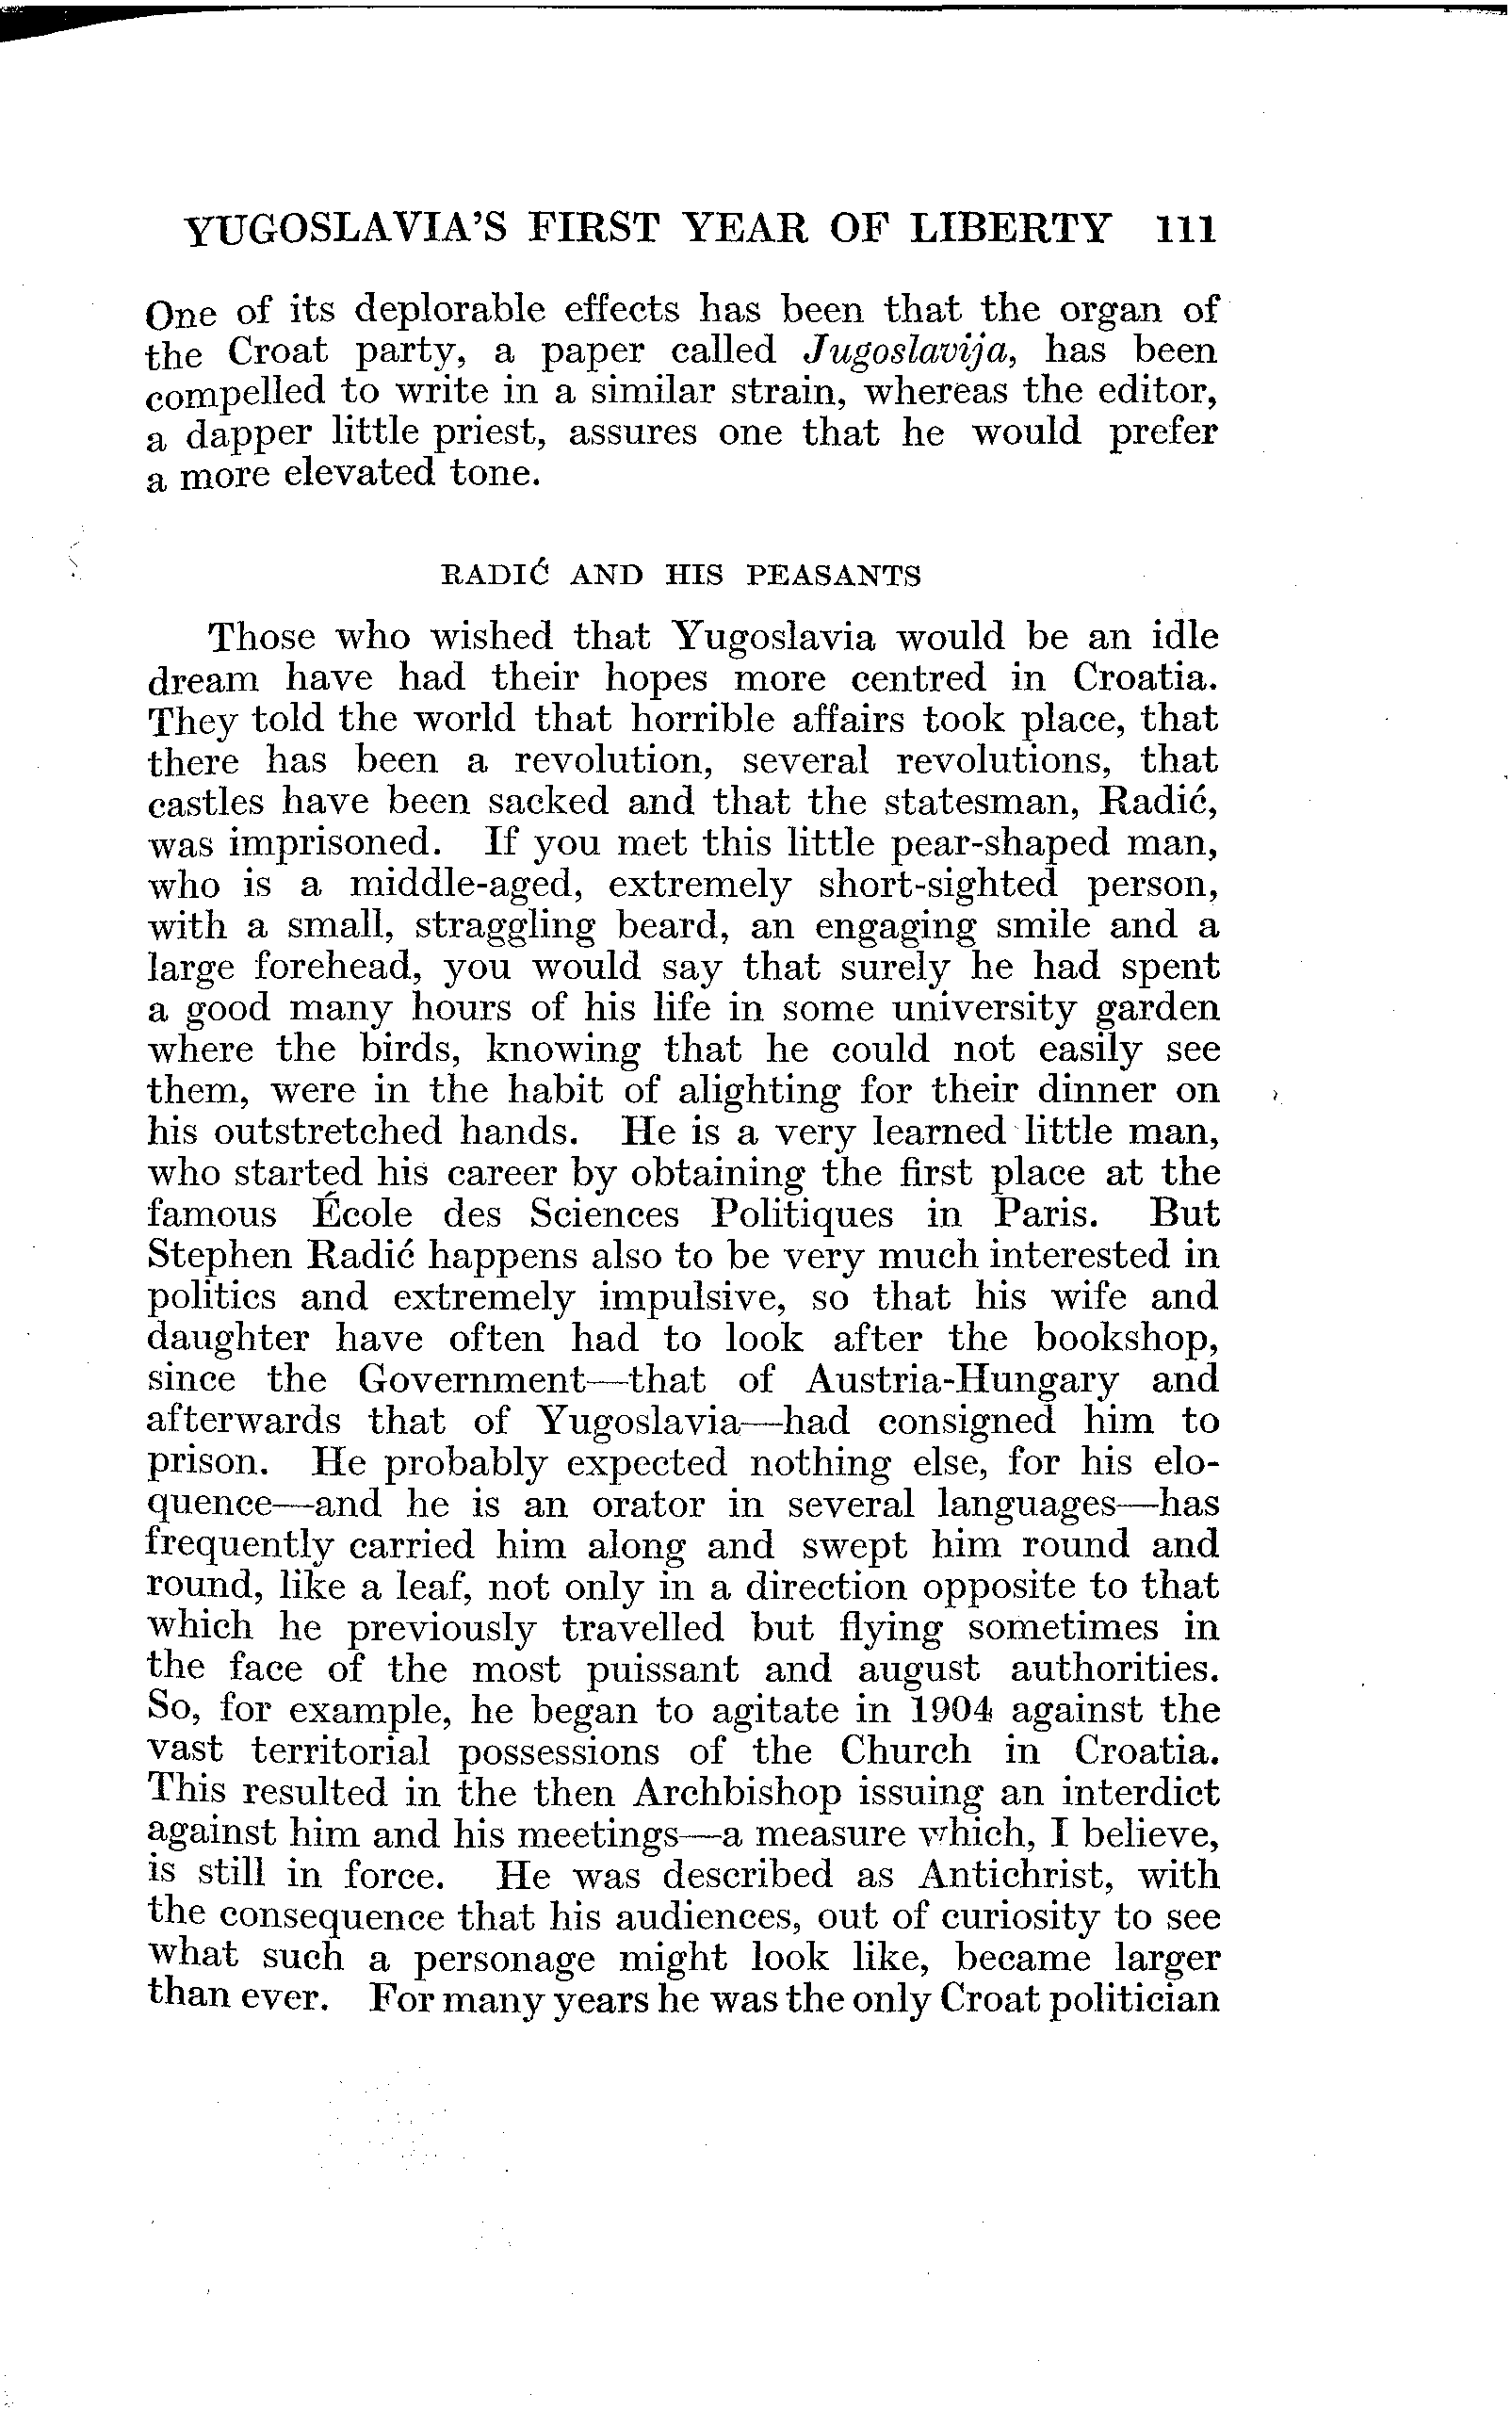 YUGOSLAVIA'S FIRST YEAR OF LIBERTY 111
One of its deplorable effects has been that the organ of
the Croat party, a paper called Jugoslavija, has been
compelled to write in a similar strain, whereas the editor,
a dapper little priest, assures one that he would prefer
a more elevated tone.
RADIĆ AND HIS PEASANTS
Those who wished that Yugoslavia would be an idle
dream have had their hopes more centred in Croatia.
They told the world that horrible affairs took place, that
there has been a revolution, several revolutions, that
castles have been sacked and that the statesman, Radić,
was imprisoned. If you met this little pear-shaped man,
who is a middle-aged, extremely short-sighted person,
with a small, straggling beard, an engaging smile and a
large forehead, you would say that surely he had spent
a good many hours of his life in some university garden
where the birds, knowing that he could not easily see
them, were in the habit of alighting for their dinner on
his outstretched hands. He is a very learned little man,
who started his career by obtaining the first place at the
famous École des Sciences Politiques in Paris. But
Stephen Radić happens also to be very much interested in
politics and extremely impulsive, so that his wife and
daughter have often had to look after the bookshop,
since the Government—that of Austria-Hungary and
afterwards that of Yugoslavia—had consigned him to
prison. He probably expected nothing else, for his elo-
quence—and he is an orator in several languages—has
frequently carried him along and swept him round and
round, like a leaf, not only in a direction opposite to that
which he previously travelled but flying sometimes in
the face of the most puissant and august authorities.
So, for example, he began to agitate in 1904 against the
vast territorial possessions of the Church in Croatia.
This resulted in the then Archbishop issuing an interdict
against him and his meetings—a measure which, I believe,
is still in force. He was described as Antichrist, with
the consequence that his audiences, out of curiosity to see
what such a personage might look like, became larger
than ever. For many years he was the only Croat politician